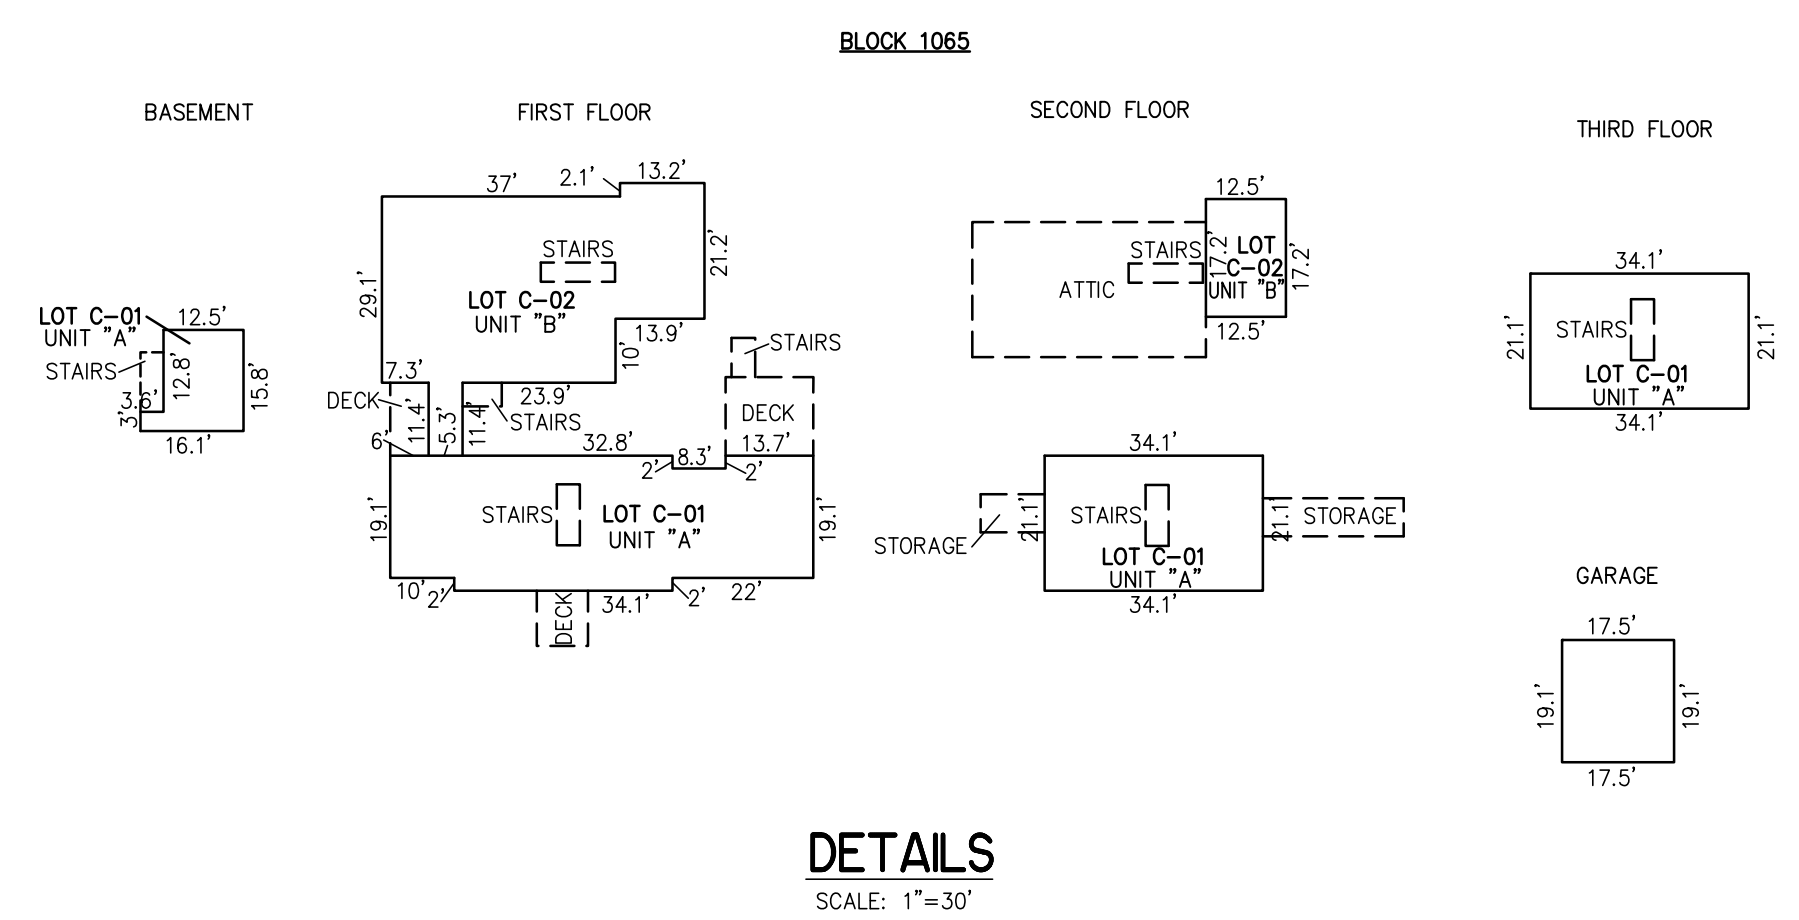 BLOCK 1065
BASEMENT
LOT C-01
UNIT "A"
STAIRS
12.5'
12.8'
15.8'
3.6'
3'
16.1'
FIRST FLOOR
37'
2.1'
13.2'
29.1'
STAIRS
21.2'
LOT C-02
UNIT "B"
13.9'
10'
7.3'
23.9'
DECK
11.4'
5.3'
11.4'
STAIRS
STAIRS
DECK
6'
32.8'
2'
8.3'
2'
13.7'
19.1'
STAIRS
LOT C-01
UNIT "A"
19.1'
10'
2'
DECK
34.1'
2'
22'
SECOND FLOOR
12.5'
STAIRS
ATTIC
17.2'
LOT
C-02
UNIT "B"
17.2'
12.5'
34.1'
STORAGE
21.1'
STAIRS
LOT C-01
UNIT "A"
21.1'
STORAGE
34.1'
THIRD FLOOR
34.1'
21.1'
STAIRS
LOT C-01
UNIT "A"
21.1'
34.1'
GARAGE
17.5'
19.1'
19.1'
17.5'
DETAILS
SCALE: 1"=30'